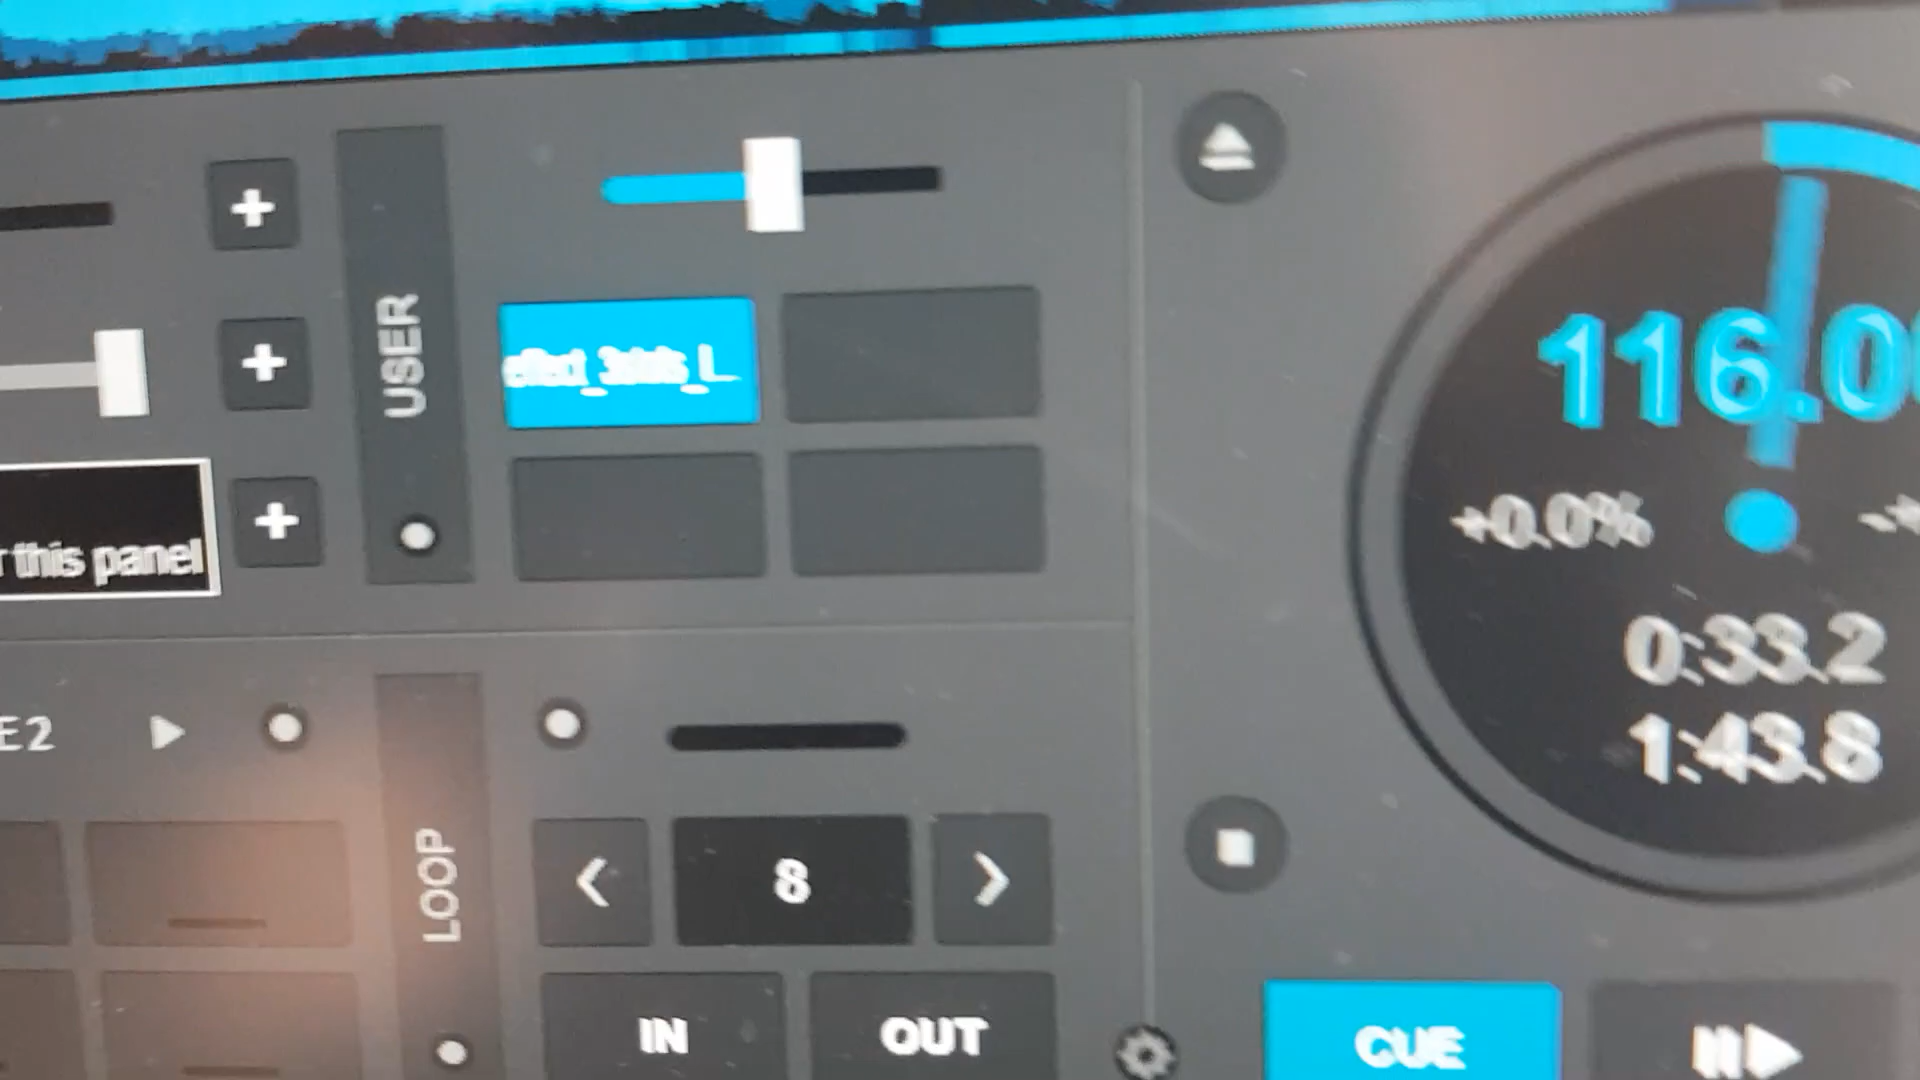 USER
effect_3slots_L...
116.0
+0.0%
r this panel
0:33.2
1:43.8
E2
LOOP
8
IN
OUT
CUE